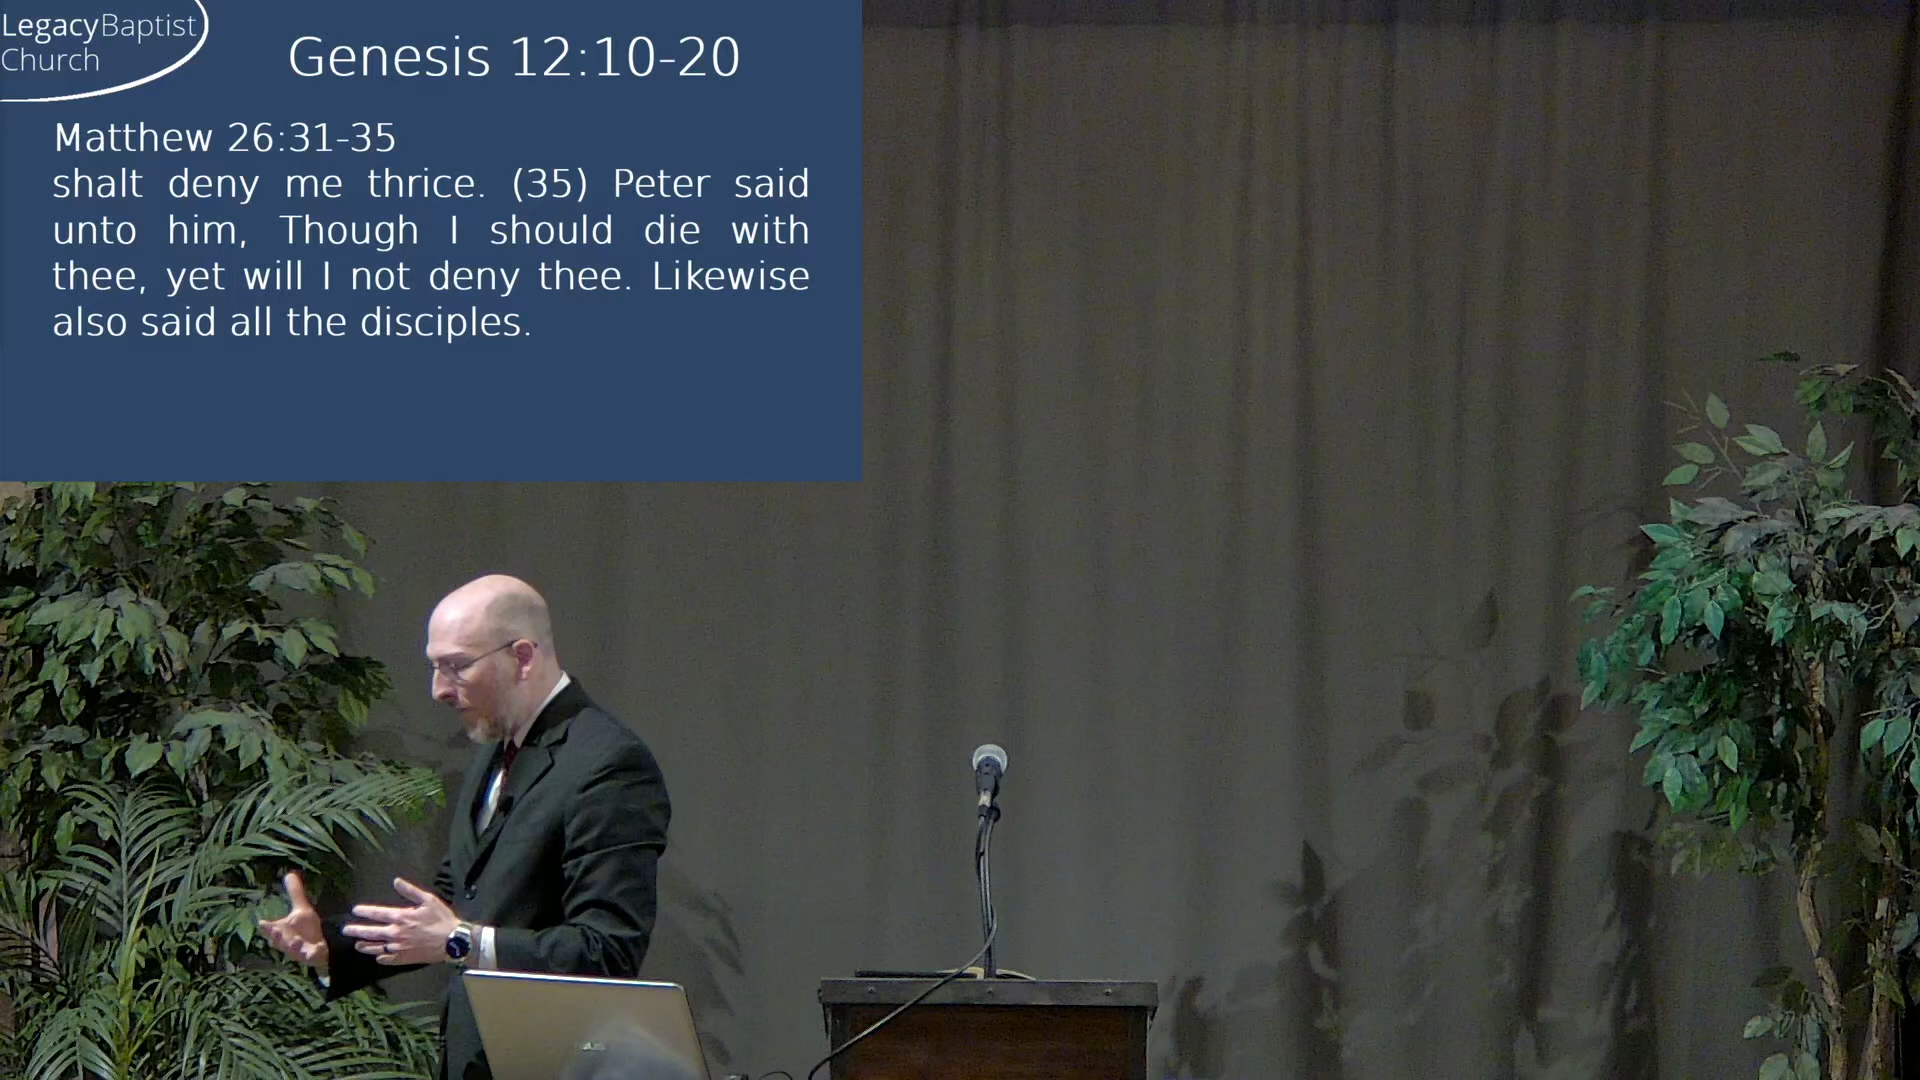 LegacyBaptist
Church
Genesis 12:10-20
Matthew 26:31-35
shalt deny me thrice. (35) Peter said
unto him, Though I should die with
thee, yet will I not deny thee. Likewise
also said all the disciples.